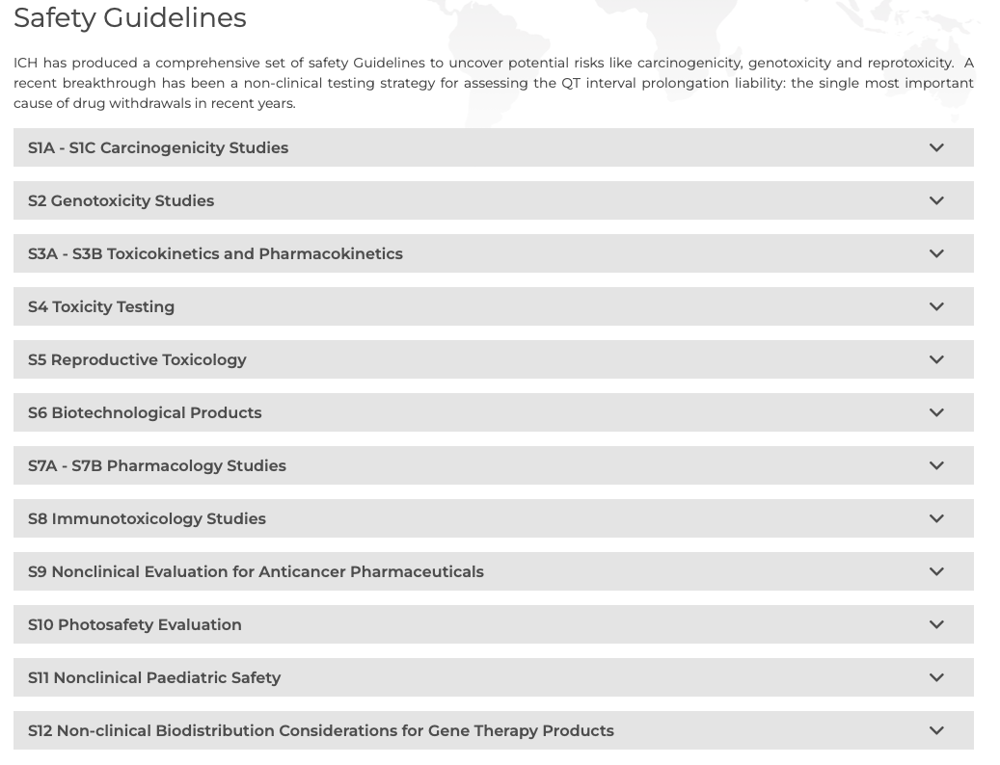 Safety Guidelines
ICH has produced a comprehensive set of safety Guidelines to uncover potential risks like carcinogenicity, genotoxicity and reprotoxicity. A
recent breakthrough has been a non-clinical testing strategy for assessing the QT interval prolongation liability: the single most important
cause of drug withdrawals in recent years.
S1A - S1C Carcinogenicity Studies
S2 Genotoxicity Studies
S3A - S3B Toxicokinetics and Pharmacokinetics
S4 Toxicity Testing
S5 Reproductive Toxicology
S6 Biotechnological Products
S7A - S7B Pharmacology Studies
S8 Immunotoxicology Studies
S9 Nonclinical Evaluation for Anticancer Pharmaceuticals
S10 Photosafety Evaluation
S11 Nonclinical Paediatric Safety
S12 Non-clinical Biodistribution Considerations for Gene Therapy Products